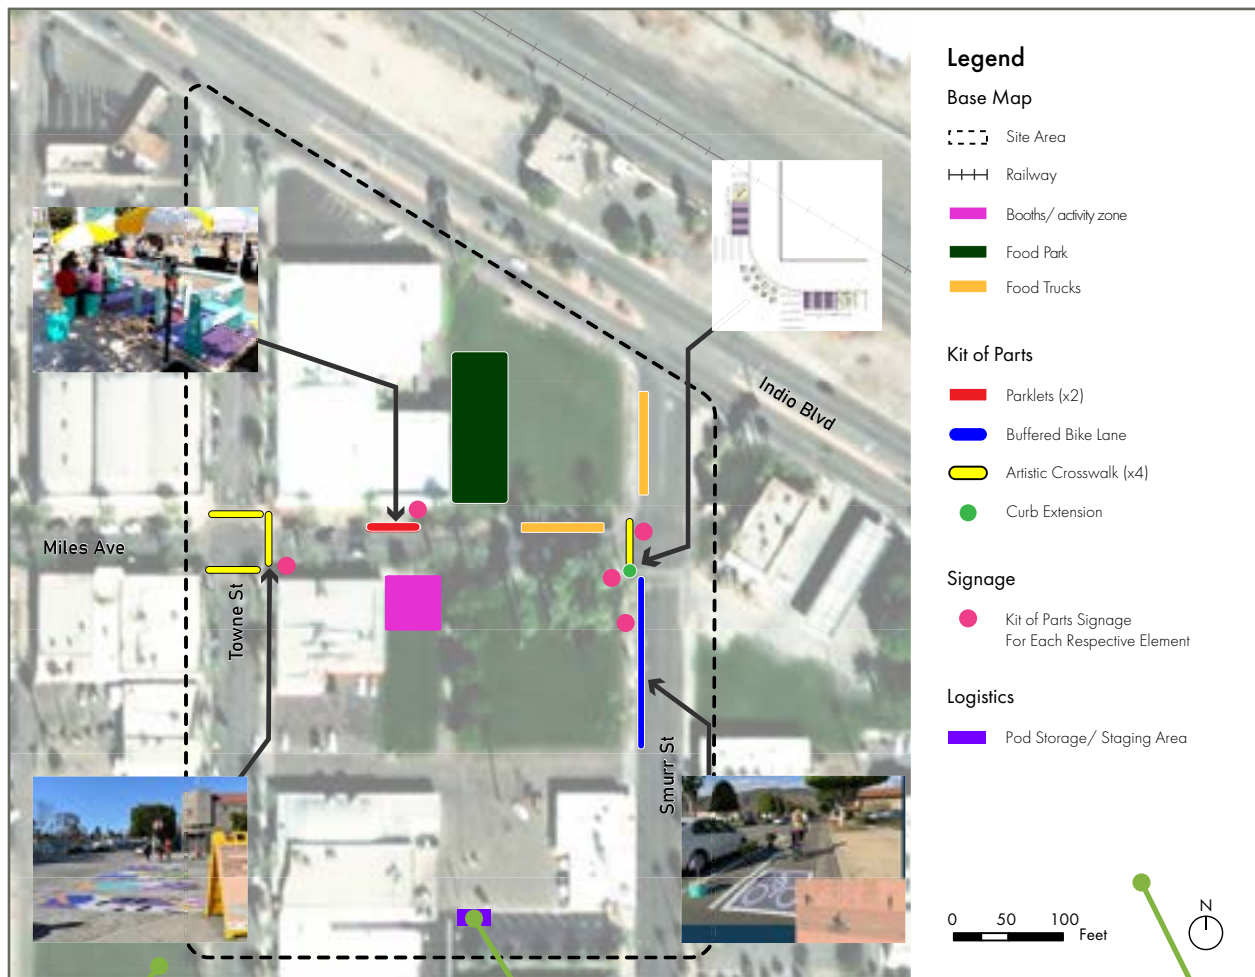 Legend
Base Map
Site Area
Railway
Booths/ activity zone
Food Park
Food Trucks
Kit of Parts
Parklets (x2)
Buffered Bike Lane
Artistic Crosswalk (x4)
Curb Extension
Signage
Kit of Parts Signage
For Each Respective Element
Logistics
Pod Storage/ Staging Area
0 50 100
Feet
N
Indio Blvd
Miles Ave
Towne St
Smurr St